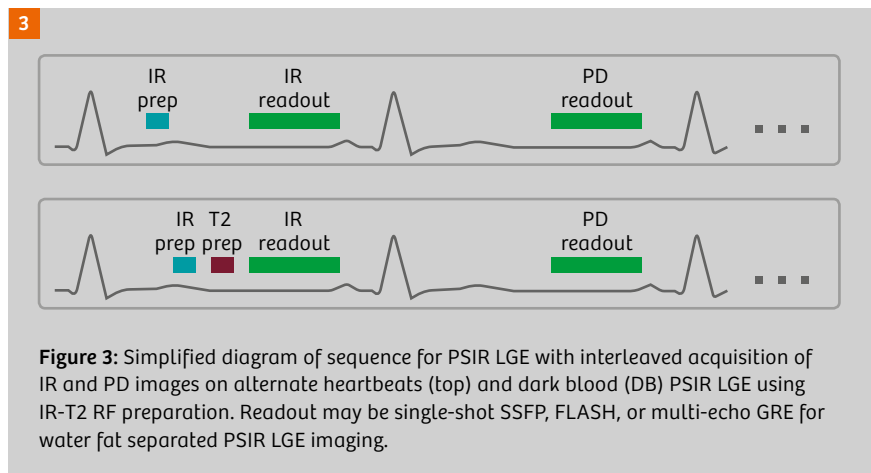 3
IR
prep
IR
readout
PD
readout
IR T2
prep prep
IR
readout
PD
readout
Figure 3: Simplified diagram of sequence for PSIR LGE with interleaved acquisition of
IR and PD images on alternate heartbeats (top) and dark blood (DB) PSIR LGE using
IR-T2 RF preparation. Readout may be single-shot SSFP, FLASH, or multi-echo GRE for
water fat separated PSIR LGE imaging.